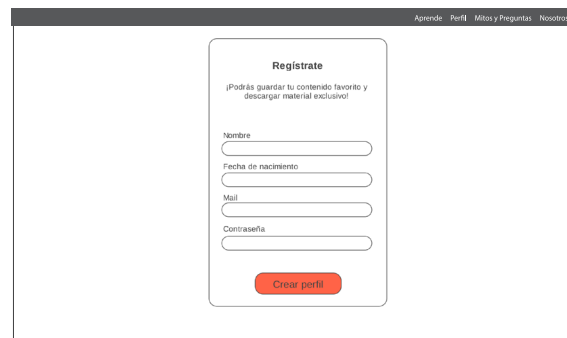 Aprende Perfil Mitos y Preguntas Nosotros
Regístrate
¡Podrás guardar tu contenido favorito y
descargar material exclusivo!
Nombre
Fecha de nacimiento
Mail
Contraseña
Crear perfil